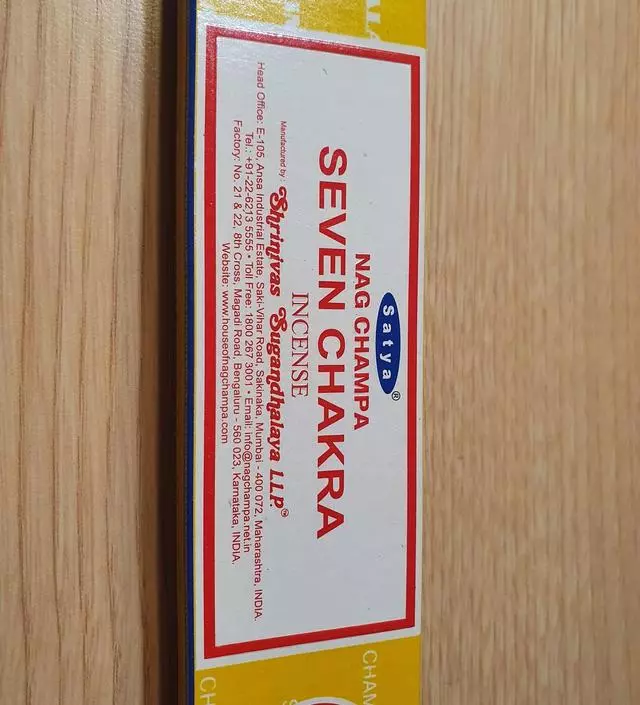 Satya®
NAG CHAMPA
SEVEN CHAKRA
INCENSE
Manufactured by : Shrinivas Sugandhalaya L.L.P.™
Head Office: E-105, Ansa Industrial Estate, Saki-Vihar Road, Sakinaka, Mumbai - 400 072, Maharashtra, INDIA.
Tel.: +91-22-6213 5555 • Toll Free: 1800 267 3001 • Email: info@nagchampa.net.in
Factory: No. 21 & 22, 8th Cross, Magadi Road, Bengaluru - 560 023, Karnataka, INDIA.
Website: www.houseofnagchampa.com
CHAM
CH
S